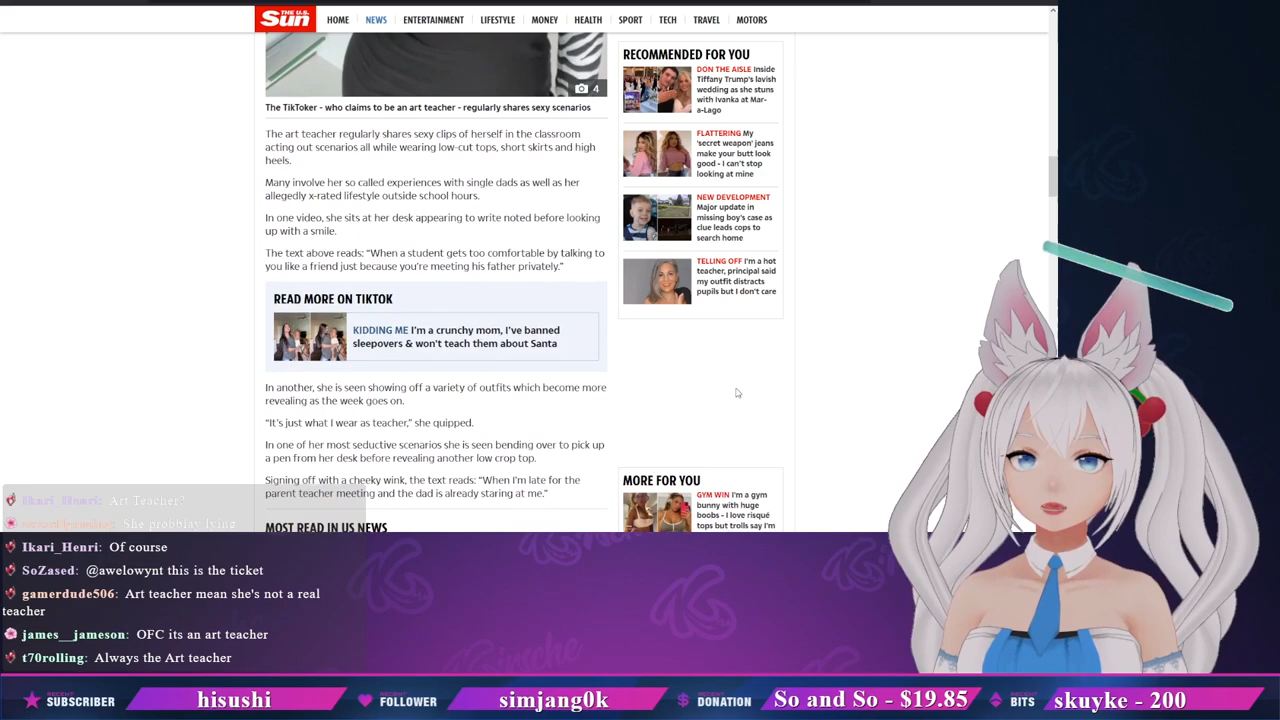 THE U.S.
Sun
HOME NEWS ENTERTAINMENT LIFESTYLE MONEY HEALTH SPORT TECH TRAVEL MOTORS
4
The TikToker - who claims to be an art teacher - regularly shares sexy scenarios
The art teacher regularly shares sexy clips of herself in the classroom
acting out scenarios all while wearing low-cut tops, short skirts and high
heels.
Many involve her so called experiences with single dads as well as her
allegedly x-rated lifestyle outside school hours.
In one video, she sits at her desk appearing to write noted before looking
up with a smile.
The text above reads: “When a student gets too comfortable by talking to
you like a friend just because you’re meeting his father privately.”
READ MORE ON TIKTOK
KIDDING ME I'm a crunchy mom, I've banned
sleepovers & won't teach them about Santa
In another, she is seen showing off a variety of outfits which become more
revealing as the week goes on.
“It’s just what I wear as teacher,” she quipped.
In one of her most seductive scenarios she is seen bending over to pick up
a pen from her desk before revealing another low crop top.
Signing off with a cheeky wink, the text reads: “When I’m late for the
parent teacher meeting and the dad is already staring at me.”
MOST READ IN US NEWS
RECOMMENDED FOR YOU
DON THE AISLE Inside
Tiffany Trump's lavish
wedding as she stuns
with Ivanka at Mar-
a-Lago
FLATTERING My
'secret weapon' jeans
make your butt look
good - I can't stop
looking at mine
NEW DEVELOPMENT
Major update in
missing boy's case as
clue leads cops to
search home
TELLING OFF I'm a hot
teacher, principal said
my outfit distracts
pupils but I don't care
MORE FOR YOU
GYM WIN I'm a gym
bunny with huge
boobs - I love risqué
tops but trolls say I'm
Ikari_Henri: Art Teacher?
She probblay lying
Ikari_Henri: Of course
SoZased: @awelowynt this is the ticket
gamerdude506: Art teacher mean she's not a real
teacher
james__jameson: OFC its an art teacher
t70rolling: Always the Art teacher
RECENT SUBSCRIBER hisushi RECENT FOLLOWER simjang0k RECENT DONATION So and So - $19.85 RECENT BITS skuyke - 200